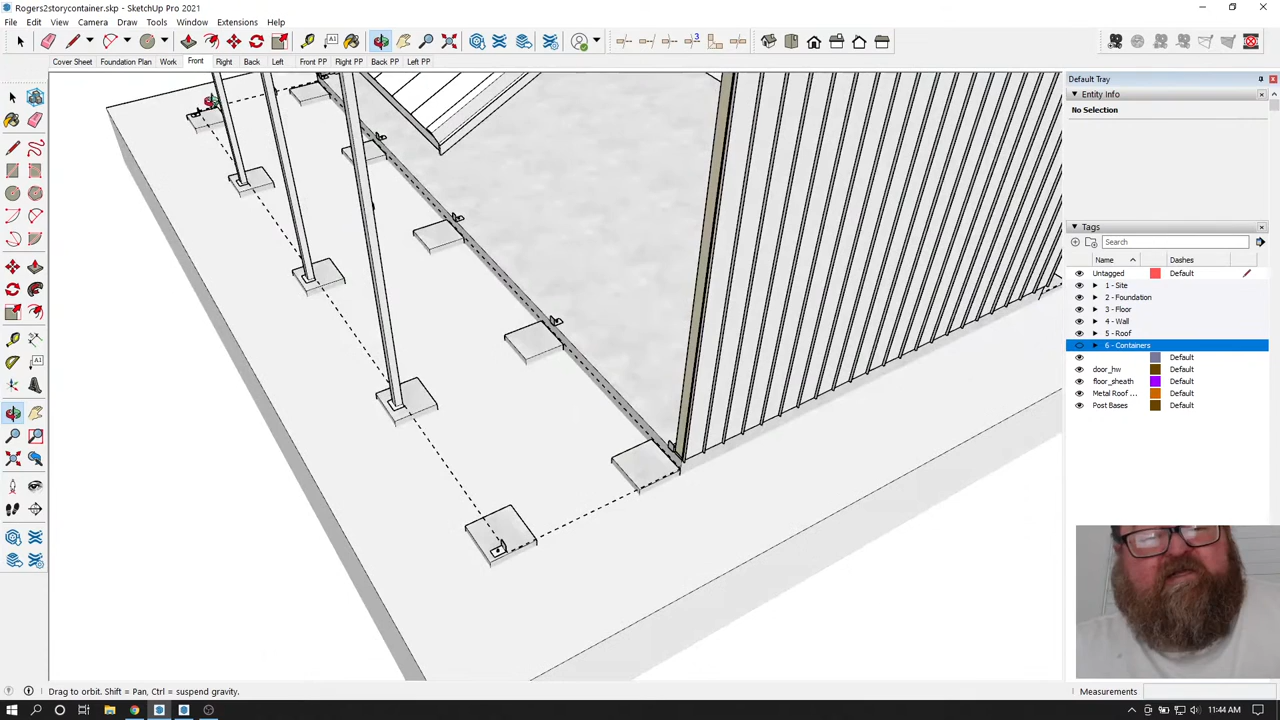 Rogers2storycontainer.skp - SketchUp Pro 2021
File Edit View Camera Draw Tools Window Extensions Help
3
A1
Cover Sheet Foundation Plan Work Front Right Back Left Front PP Right PP Back PP Left PP
Default Tray
Entity Info
No Selection
Tags
Search
Name Dashes
Untagged Default
1 - Site
2 - Foundation
3 - Floor
4 - Wall
5 - Roof
6 - Containers
Default
door_hw Default
floor_sheath Default
Metal Roof ... Default
Post Bases Default
A1
Drag to orbit. Shift = Pan, Ctrl = suspend gravity.
Measurements
11:44 AM